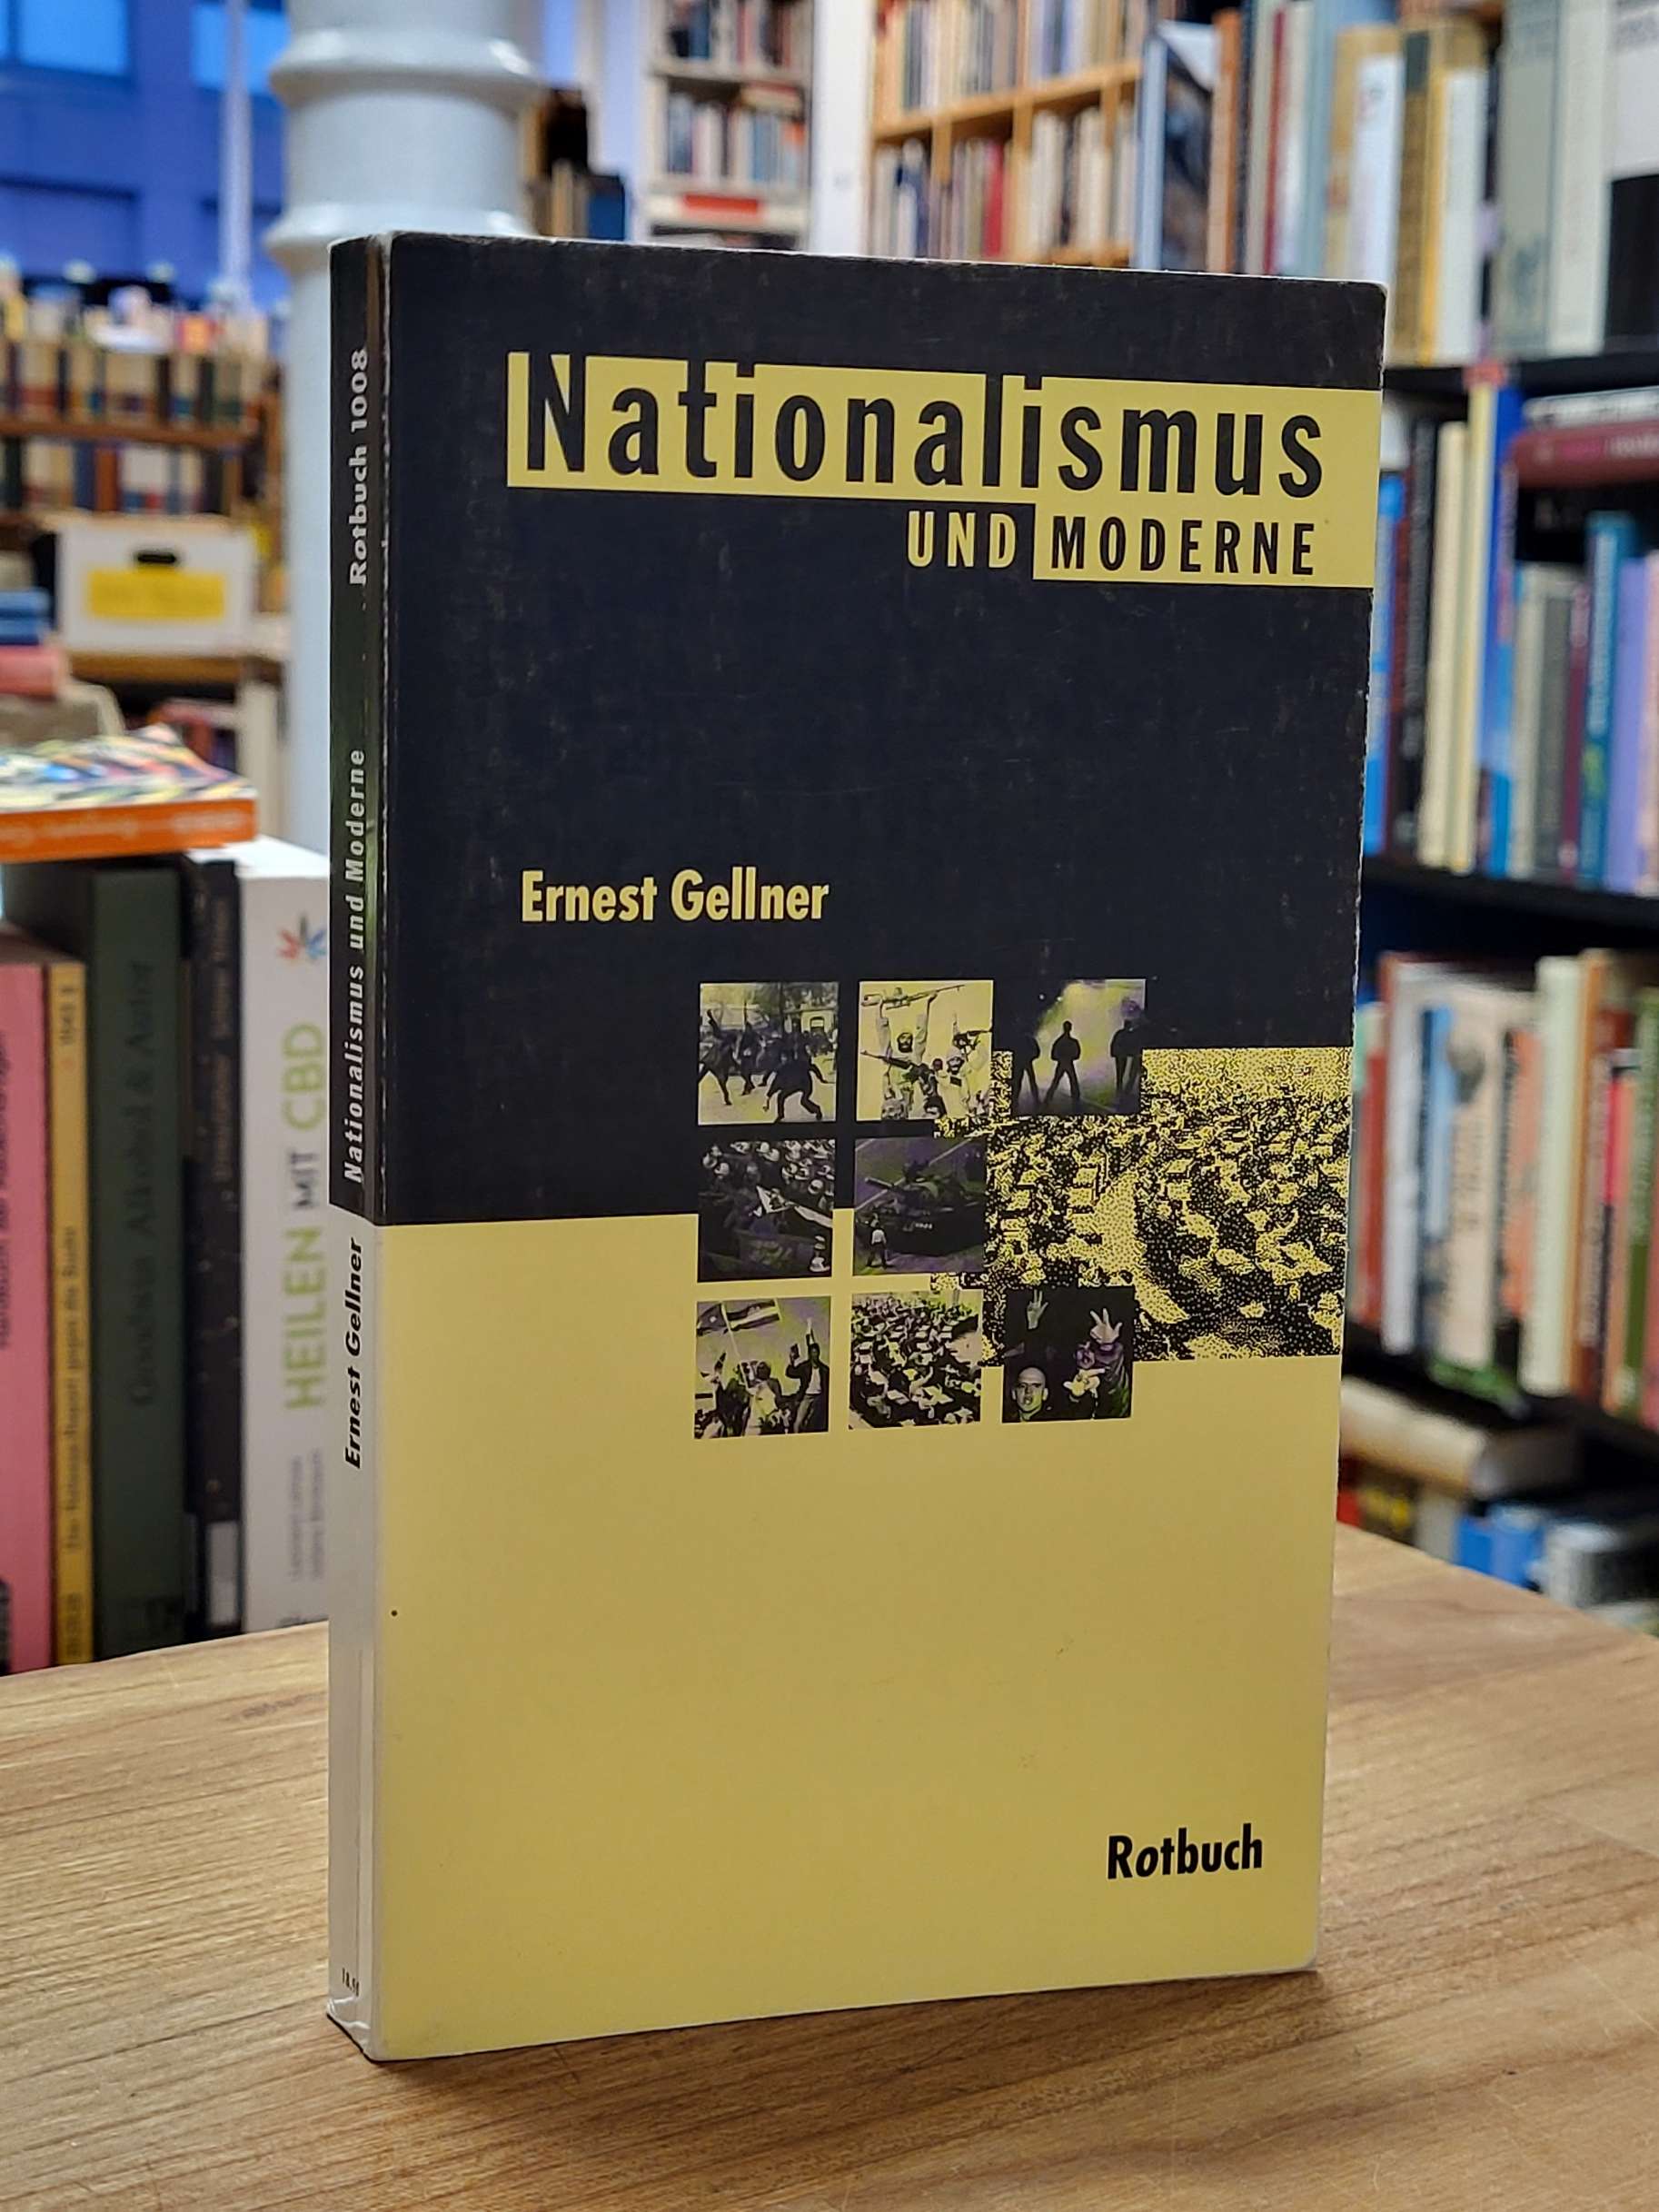 Nationalismus
UND MODERNE
Ernest Gellner
Rotbuch
Ernest Gellner Nationalismus und Moderne Rotbuch 1008
HEILEN MIT CBD